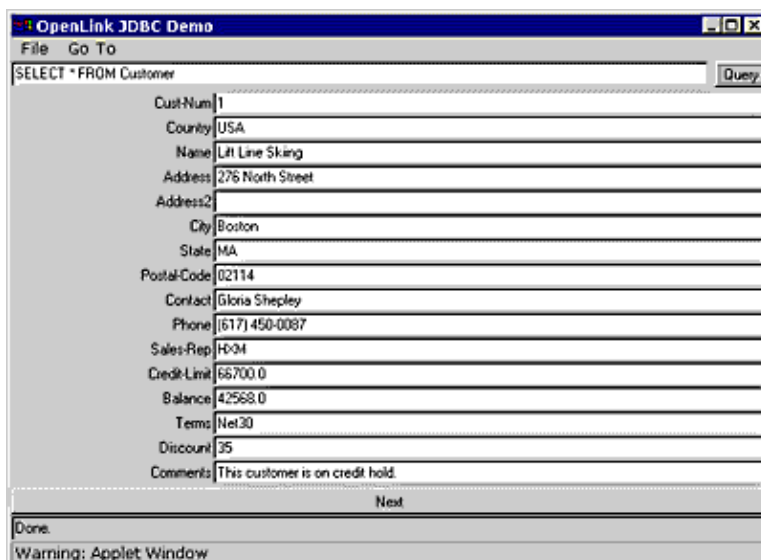 OpenLink JDBC Demo
File Go To
SELECT * FROM Customer Query
Cust-Num 1
Country USA
Name Lift Line Skiing
Address 276 North Street
Address2
City Boston
State MA
Postal-Code 02114
Contact Gloria Shepley
Phone (617) 450-0087
Sales-Rep HXM
Credit-Limit 66700.0
Balance 42568.0
Terms Net30
Discount 35
Comments This customer is on credit hold.
Next
Done.
Warning: Applet Window